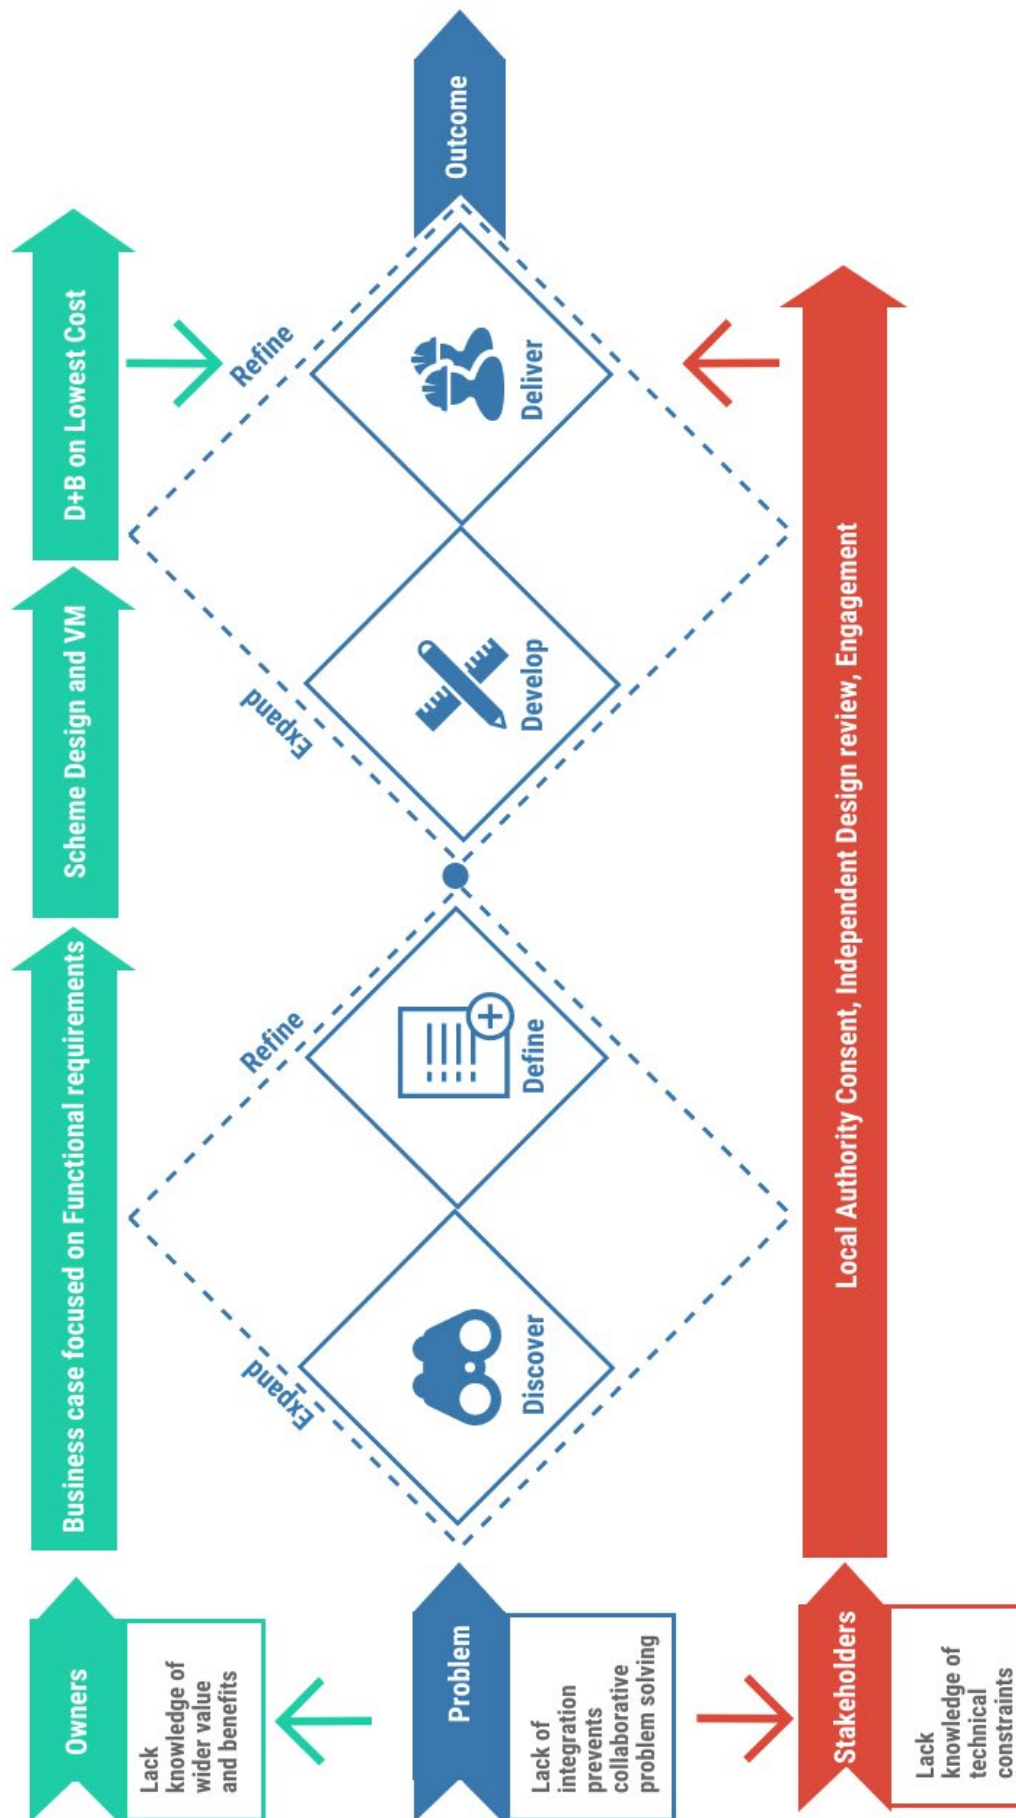 Owners
Lack
knowledge of
wider value
and benefits
Business case focused on Functional requirements
Scheme Design and VM
D+B on Lowest Cost
Problem
Lack of
integration
prevents
collaborative
problem solving
Expand
Refine
Discover
Define
Expand
Refine
Develop
Deliver
Outcome
Stakeholders
Lack
knowledge of
technical
constraints
Local Authority Consent, Independent Design review, Engagement